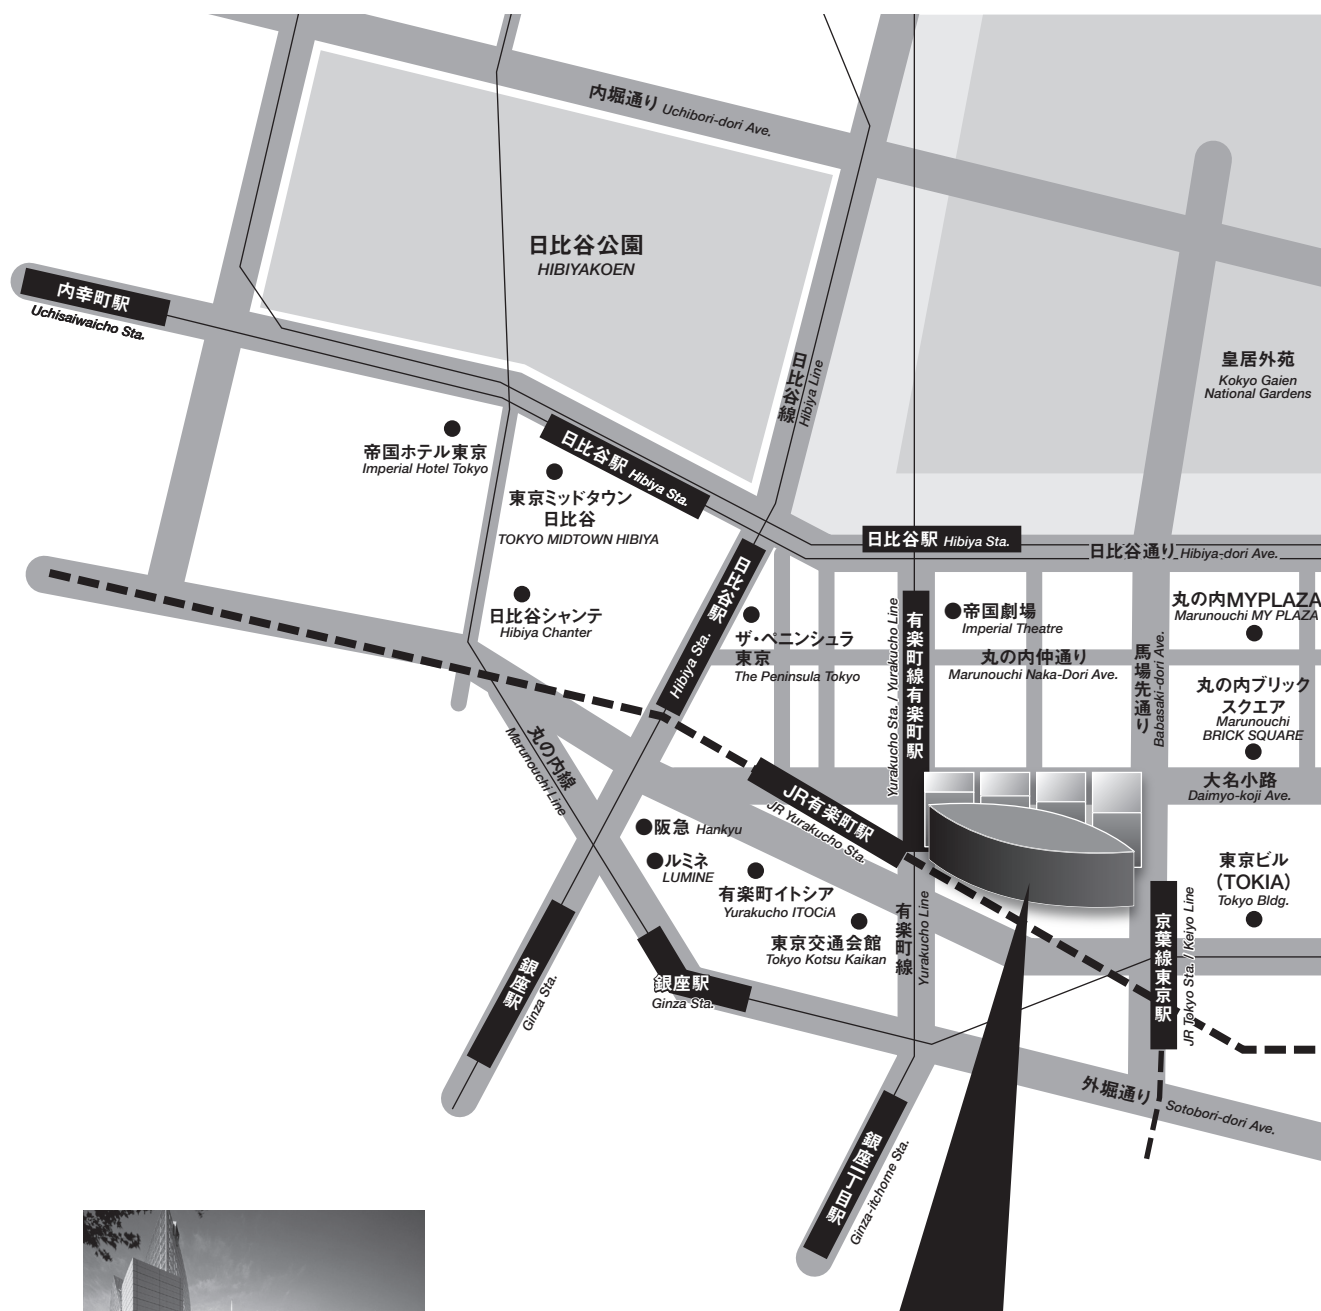 内堀通り Uchibori-dori Ave.
日比谷公園
HIBIYAKOEN
内幸町駅
Uchisaiwaicho Sta.
日比谷線
Hibiya Line
皇居外苑
Kokyo Gaien
National Gardens
帝国ホテル東京
Imperial Hotel Tokyo
日比谷駅 Hibiya Sta.
東京ミッドタウン
日比谷
TOKYO MIDTOWN HIBIYA
日比谷駅 Hibiya Sta.
日比谷通り Hibiya-dori Ave.
日比谷駅
Hibiya Sta.
日比谷シャンテ
Hibiya Chanter
ザ・ペニンシュラ
東京
The Peninsula Tokyo
有楽町線有楽町駅
Yurakucho Sta. / Yurakucho Line
帝国劇場
Imperial Theatre
丸の内仲通り
Marunouchi Naka-Dori Ave.
馬場先通り
Babasaki-dori Ave.
丸の内MYPLAZA
Marunouchi MY PLAZA
丸の内ブリック
スクエア
Marunouchi
BRICK SQUARE
丸の内線
Marunouchi Line
JR有楽町駅
JR Yurakucho Sta.
大名小路
Daimyo-koji Ave.
阪急 Hankyu
ルミネ
LUMINE
有楽町イトシア
Yurakucho ITOCiA
東京交通会館
Tokyo Kotsu Kaikan
有楽町線
Yurakucho Line
東京ビル
(TOKIA)
Tokyo Bldg.
京葉線東京駅
JR Tokyo Sta. / Keiyo Line
銀座駅
Ginza Sta.
銀座駅
Ginza Sta.
外堀通り Sotobori-dori Ave.
銀座一丁目駅
Ginza-itchome Sta.